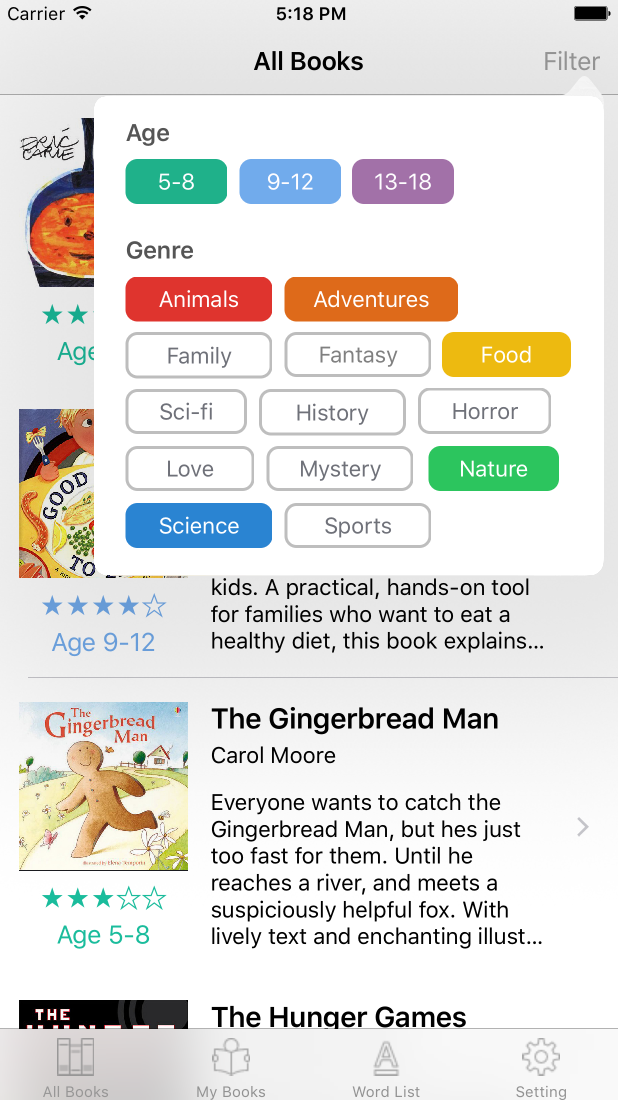 Carrier 5:18 PM
All Books Filter
Age
5-8 9-12 13-18
Genre
Animals Adventures
Family Fantasy Food
Sci-fi History Horror
Love Mystery Nature
Science Sports
ERIC
CARLE
Age
GOOD
TO
Age 9-12
kids. A practical, hands-on tool
for families who want to eat a
healthy diet, this book explains...
The
Gingerbread
Man
Illustrated by Elena Temporin
Age 5-8
The Gingerbread Man
Carol Moore
Everyone wants to catch the
Gingerbread Man, but hes just
too fast for them. Until he
reaches a river, and meets a
suspiciously helpful fox. With
lively text and enchanting illust...
THE
HUNGER
The Hunger Games
All Books My Books Word List Setting